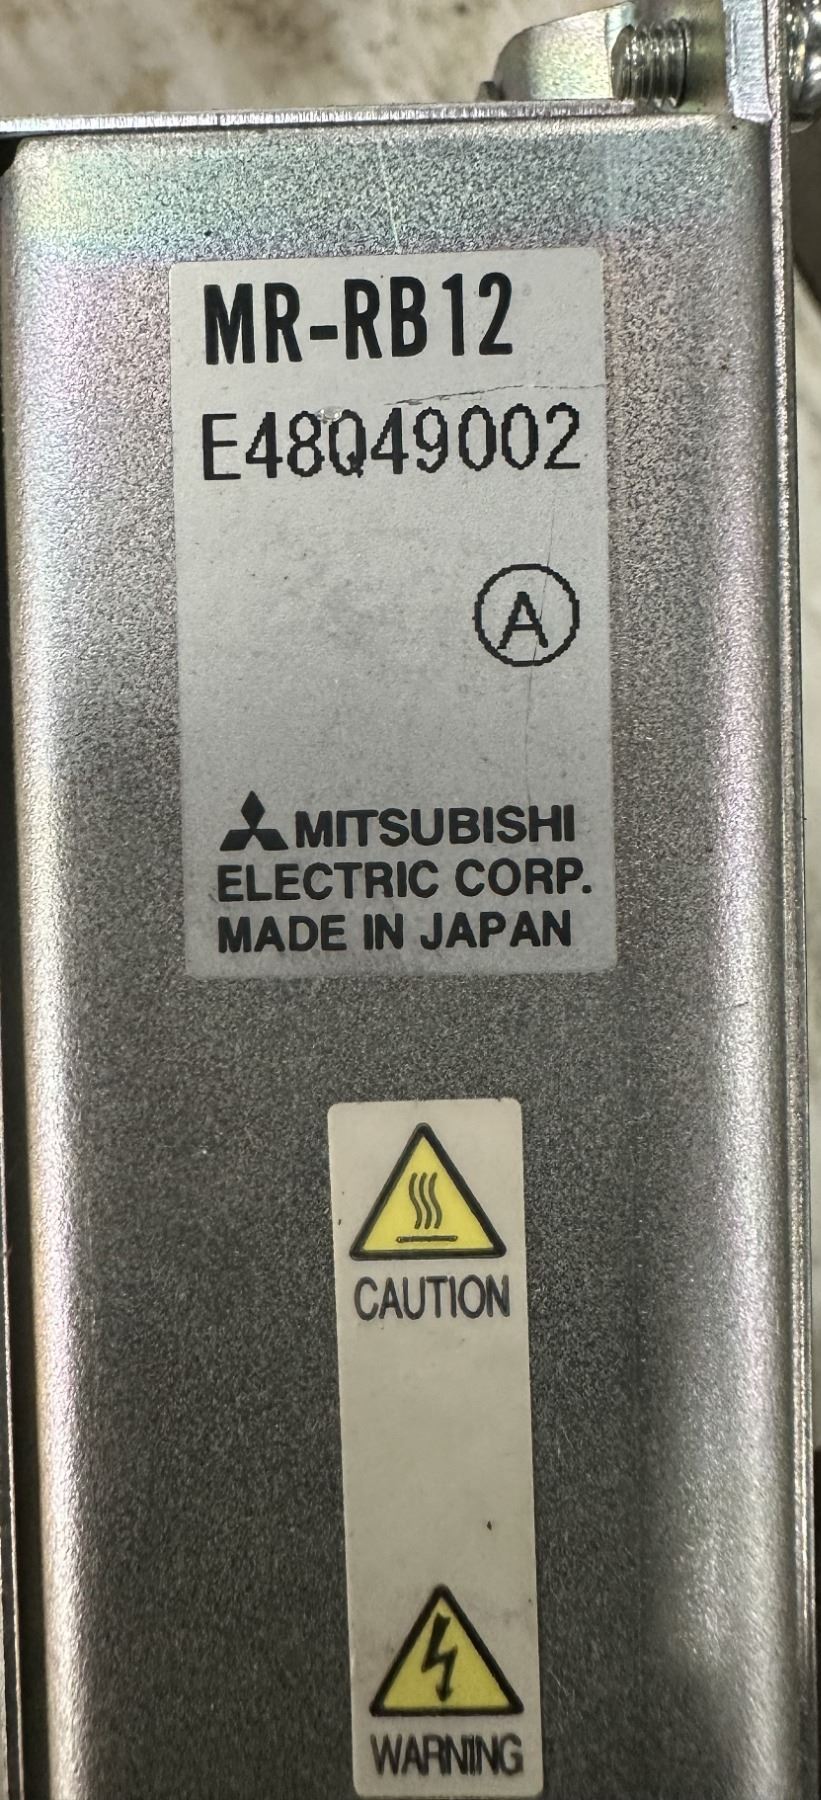 MR-RB12
E48Q49002
A
MITSUBISHI
ELECTRIC CORP.
MADE IN JAPAN
CAUTION
WARNING